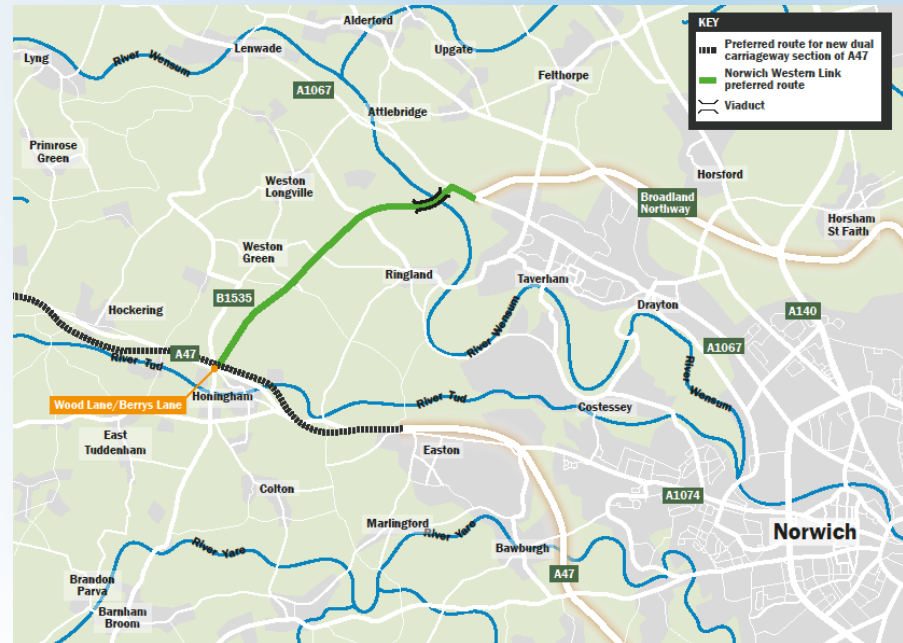 KEY
Preferred route for new dual
carriageway section of A47
Norwich Western Link
preferred route
Viaduct
Alderford
Lenwade
Upgate
Lyng
River Wensum
A1067
Felthorpe
Attlebridge
Primrose
Green
Weston
Longville
Horsford
Broadland
Northway
Horsham
St Faith
Weston
Green
Ringland
Taverham
B1535
Drayton
Hockering
A140
River Wensum
A47
River Tud
A1067
River Wensum
Wood Lane/Berrys Lane
Honingham
River Tud
Costessey
East
Tuddenham
Easton
Colton
A1074
Marlingford
River Yare
Norwich
River Yare
Bawburgh
A47
Brandon
Parva
Barnham
Broom